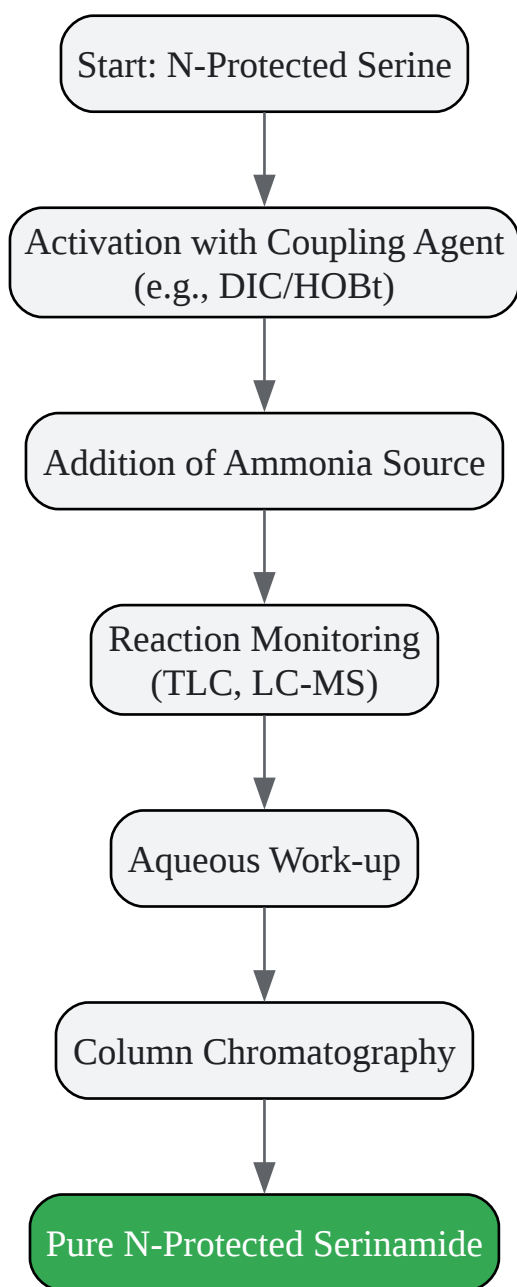 Start: N-Protected Serine
Activation with Coupling Agent
(e.g., DIC/HOBt)
Addition of Ammonia Source
Reaction Monitoring
(TLC, LC-MS)
Aqueous Work-up
Column Chromatography
Pure N-Protected Serinamide